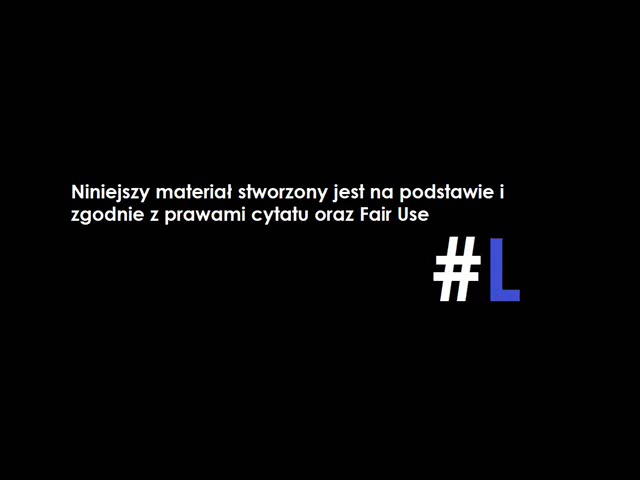 Niniejszy materiał stworzony jest na podstawie i
zgodnie z prawami cytatu oraz Fair Use
#L